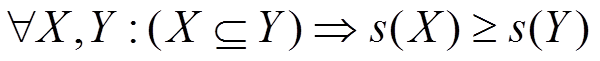 ∀X,Y : (X ⊆ Y) ⇒ s(X) ≥ s(Y)